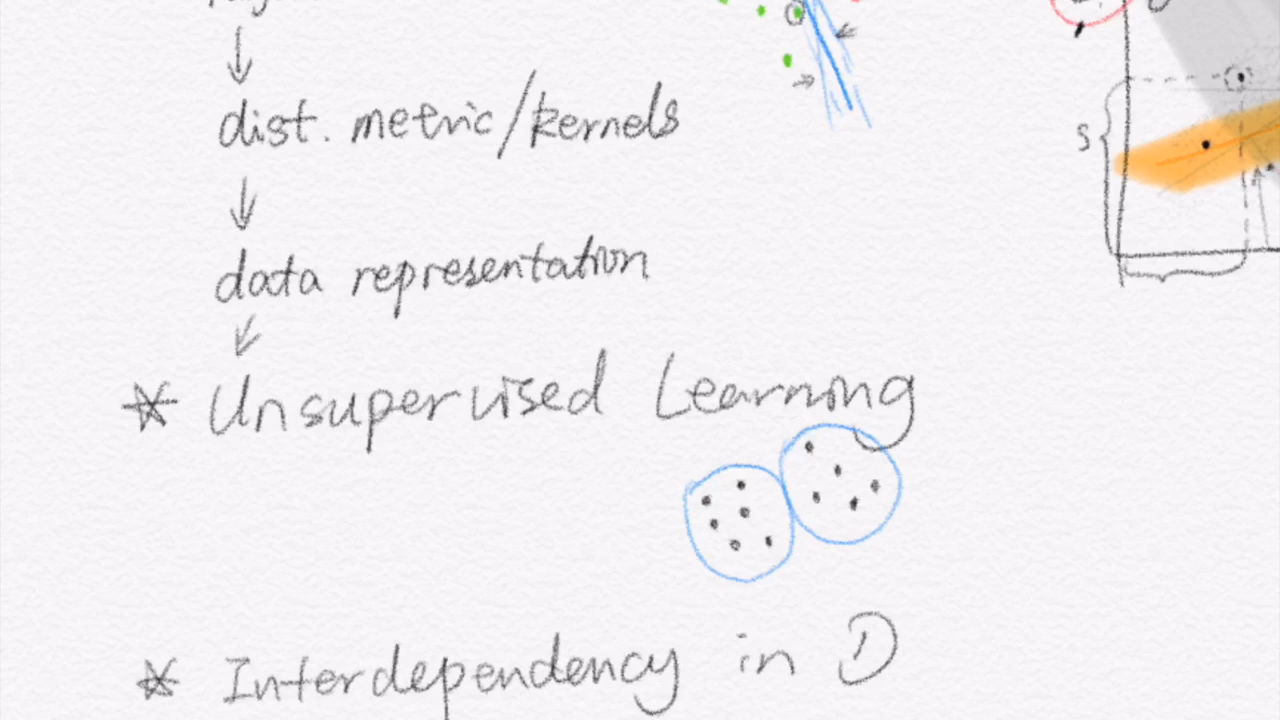 dist. metric/kernels
S
data representation
* Unsupervised Learning
* Interdependency in D